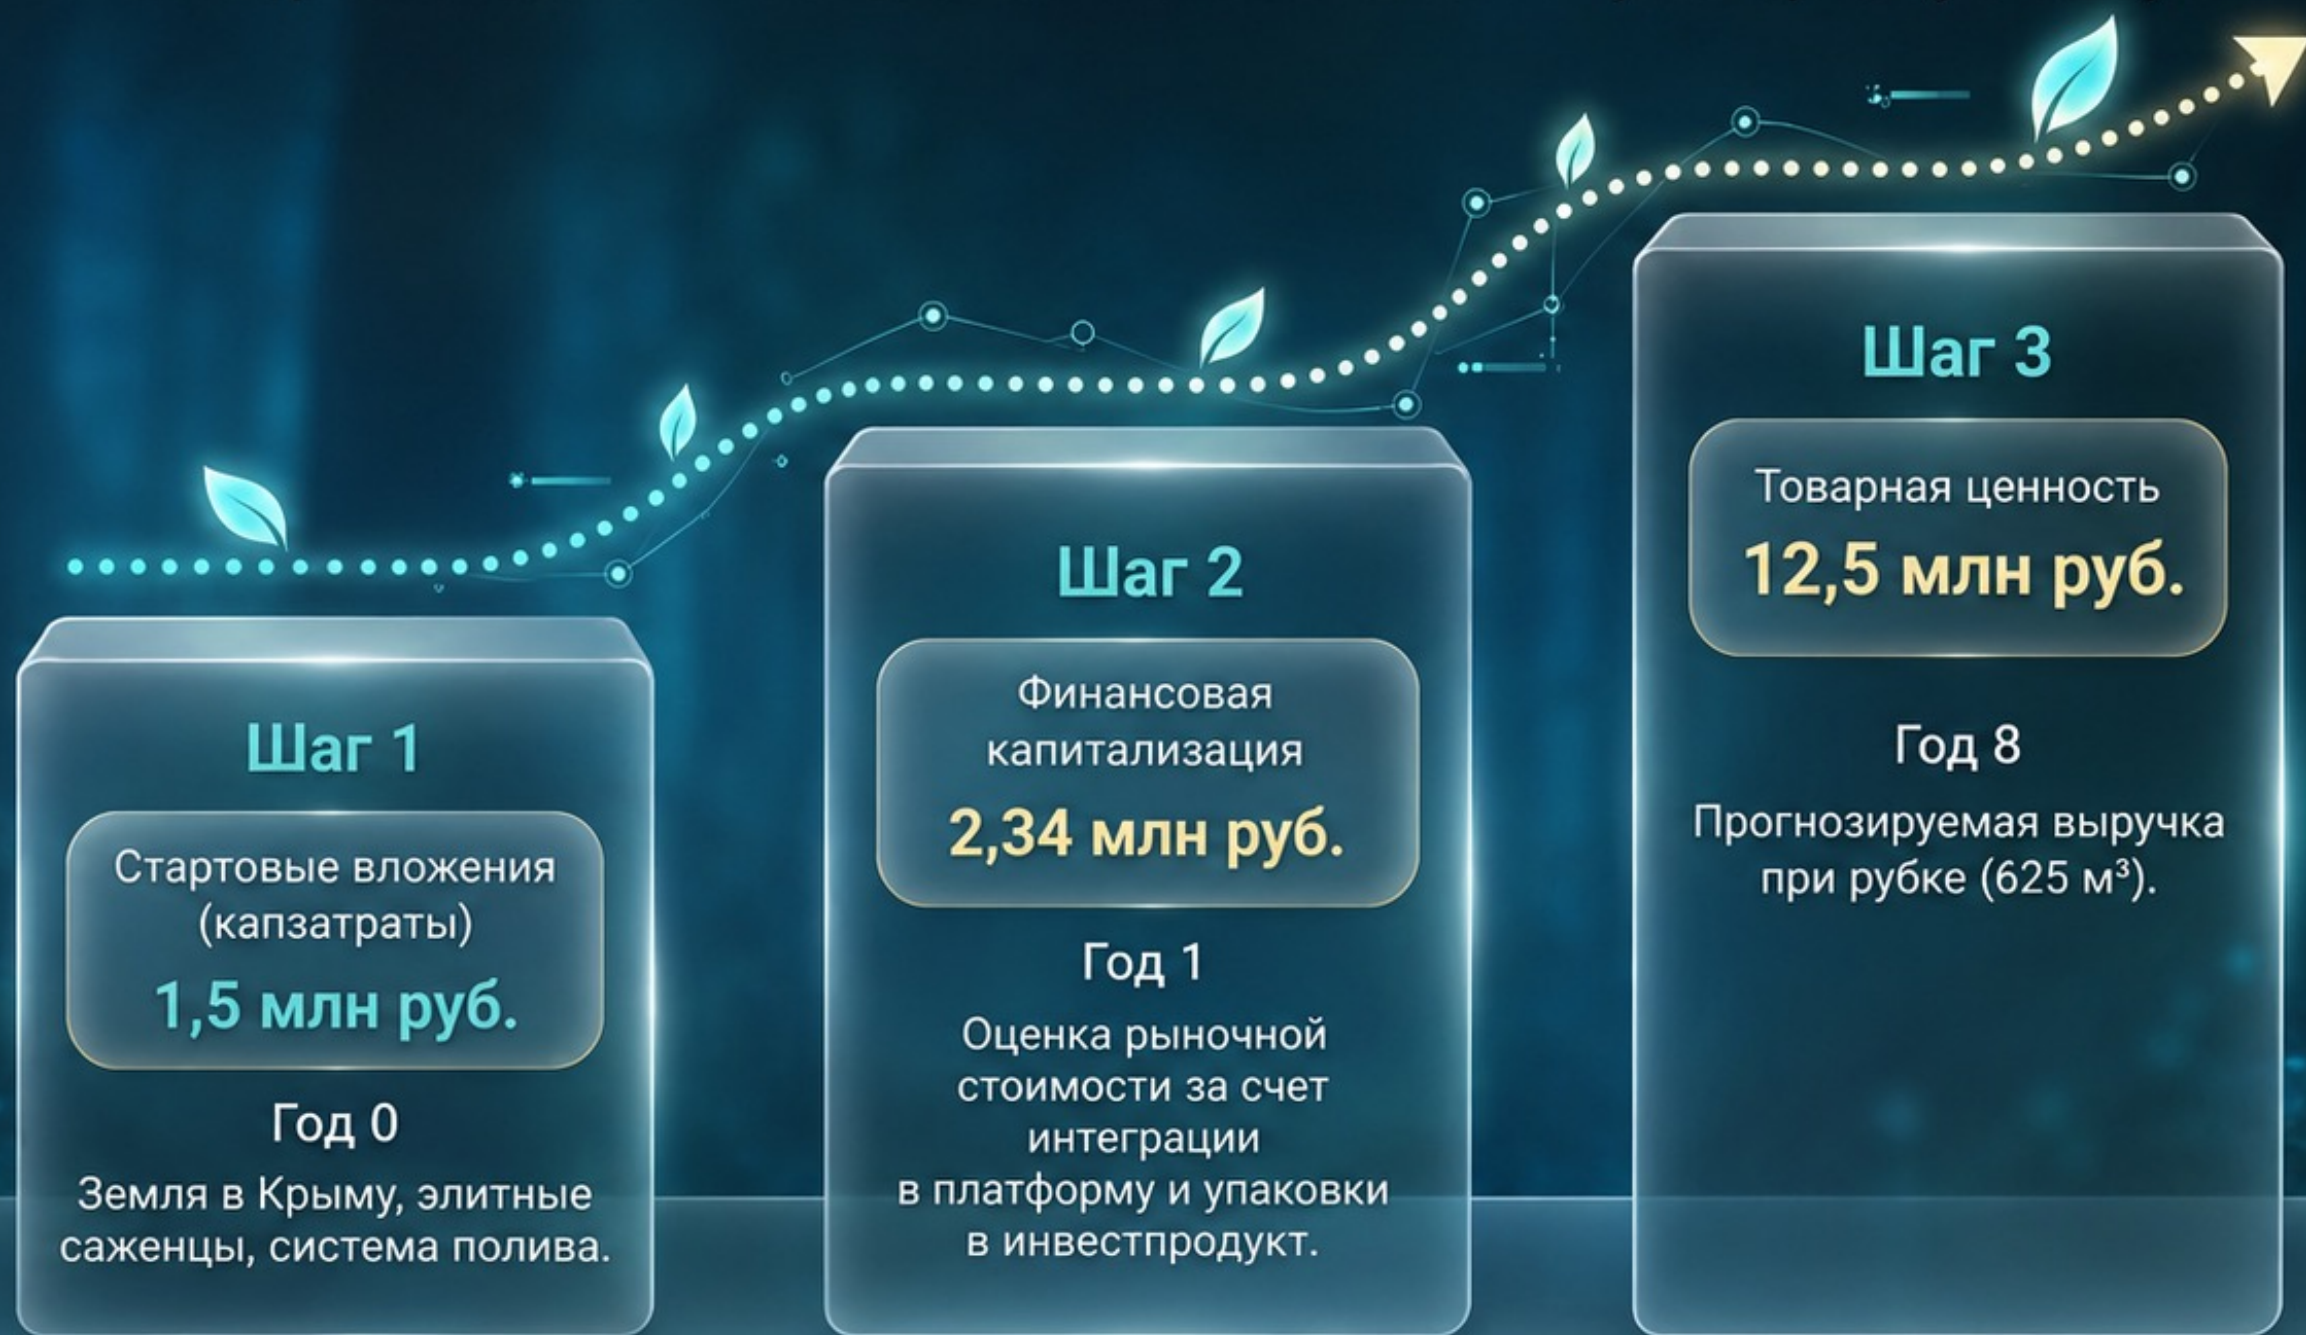 Шаг 1
Стартовые вложения
(капзатраты)
1,5 млн руб.
Год 0
Земля в Крыму, элитные
саженцы, система полива.
Шаг 2
Финансовая
капитализация
2,34 млн руб.
Год 1
Оценка рыночной
стоимости за счет
интеграции
в платформу и упаковки
в инвестпродукт.
Шаг 3
Товарная ценность
12,5 млн руб.
Год 8
Прогнозируемая выручка
при рубке (625 м³).